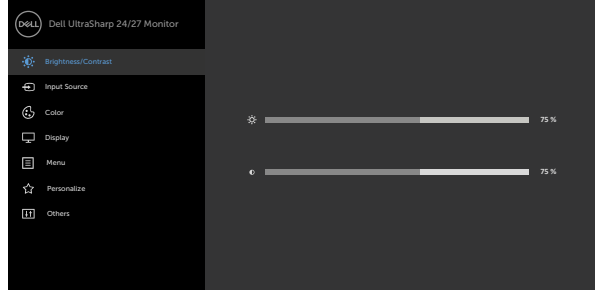 DELL
Dell UltraSharp 24/27 Monitor
Brightness/Contrast
Input Source
Color
Display
Menu
Personalize
Others
75 %
75 %